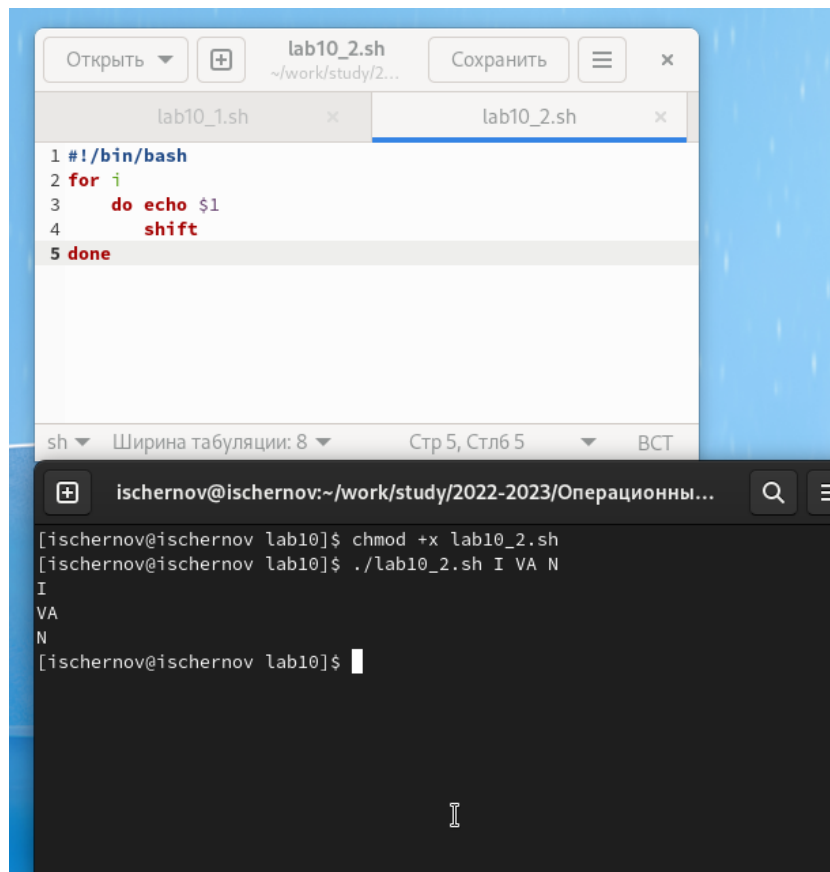 Открыть lab10_2.sh Сохранить
~/work/study/2...
lab10_1.sh lab10_2.sh
1 #!/bin/bash
2 for i
3     do echo $1
4        shift
5 done
sh Ширина табуляции: 8 Стр 5, Стлб 5 ВСТ
ischernov@ischernov:~/work/study/2022-2023/Операционны...
[ischernov@ischernov lab10]$ chmod +x lab10_2.sh
[ischernov@ischernov lab10]$ ./lab10_2.sh I VA N
I
VA
N
[ischernov@ischernov lab10]$